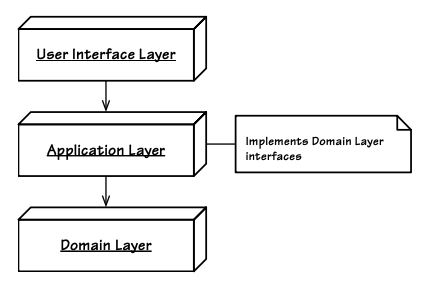 User Interface Layer
Application Layer
Implements Domain Layer
interfaces
Domain Layer